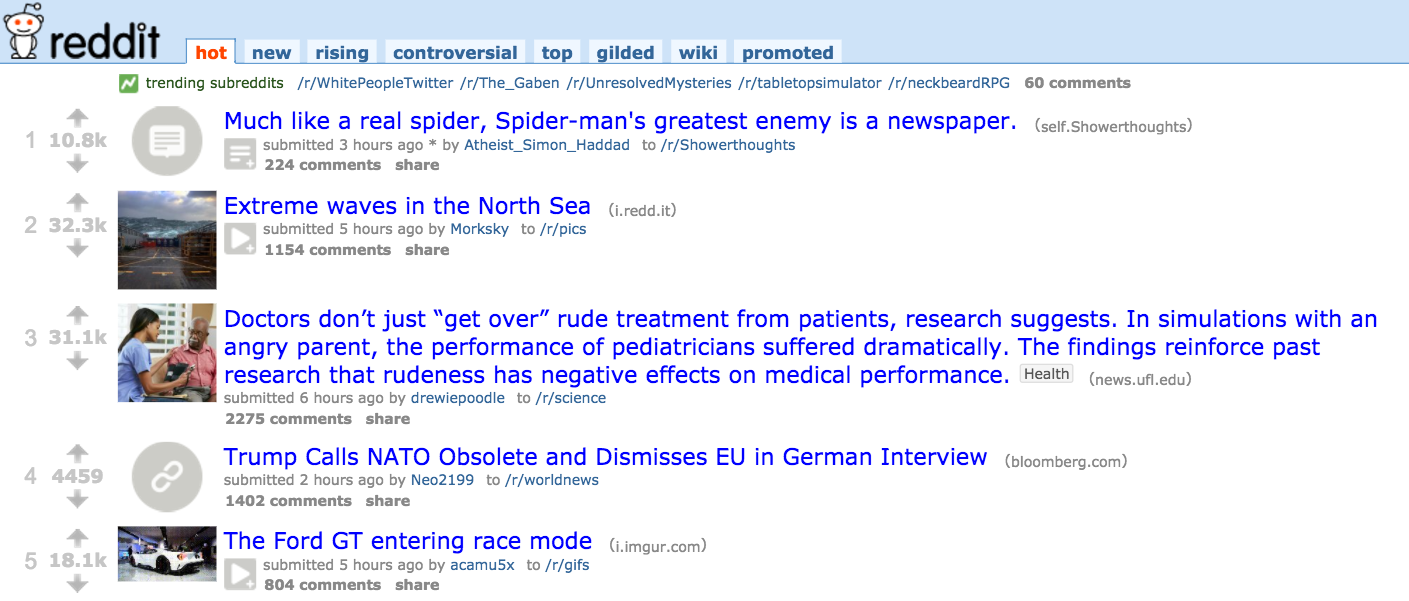 reddit hot new rising controversial top gilded wiki promoted
trending subreddits /r/WhitePeopleTwitter /r/The_Gaben /r/UnresolvedMysteries /r/tabletopsimulator /r/neckbeardRPG 60 comments
1 10.8k Much like a real spider, Spider-man's greatest enemy is a newspaper. (self.Showerthoughts)
submitted 3 hours ago * by Atheist_Simon_Haddad to /r/Showerthoughts
224 comments share
2 32.3k Extreme waves in the North Sea (i.redd.it)
submitted 5 hours ago by Morksky to /r/pics
1154 comments share
3 31.1k Doctors don’t just “get over” rude treatment from patients, research suggests. In simulations with an
angry parent, the performance of pediatricians suffered dramatically. The findings reinforce past
research that rudeness has negative effects on medical performance. Health (news.ufl.edu)
submitted 6 hours ago by drewiepoodle to /r/science
2275 comments share
4 4459 Trump Calls NATO Obsolete and Dismisses EU in German Interview (bloomberg.com)
submitted 2 hours ago by Neo2199 to /r/worldnews
1402 comments share
5 18.1k The Ford GT entering race mode (i.imgur.com)
submitted 5 hours ago by acamu5x to /r/gifs
804 comments share